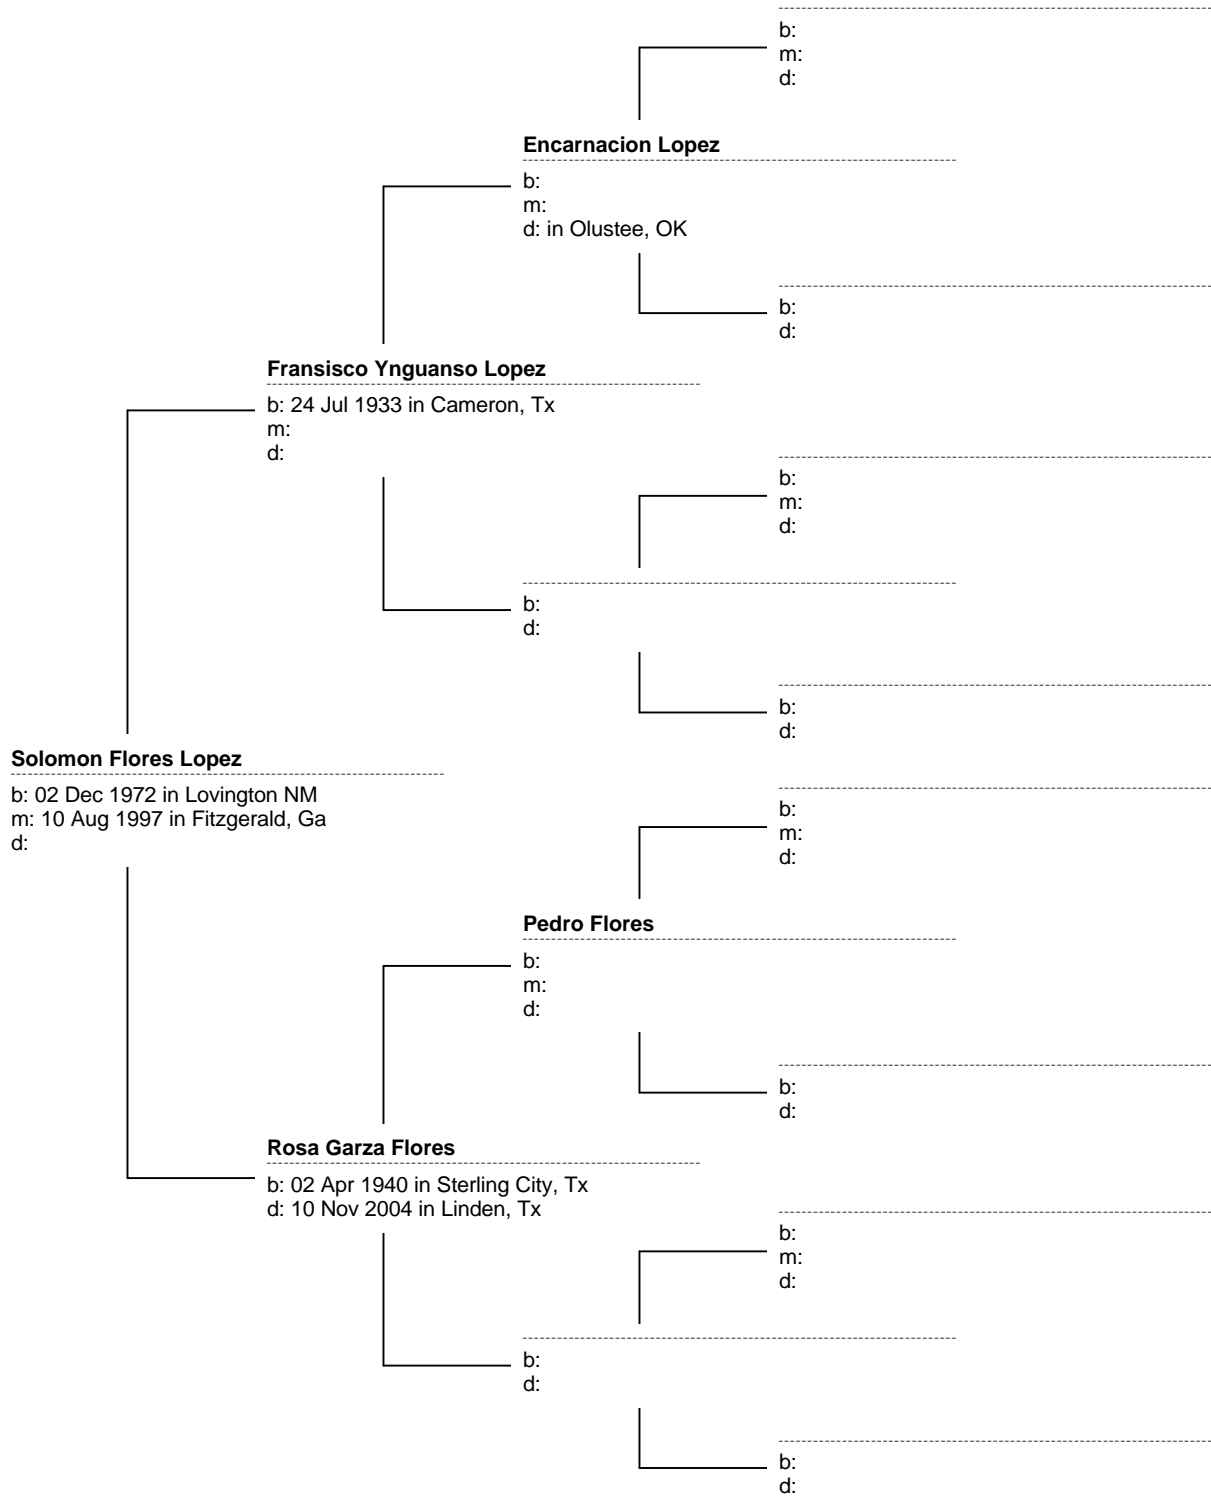 b:
m:
d:
Encarnacion Lopez
b:
m:
d: in Olustee, OK
b:
d:
Fransisco Ynguanso Lopez
b: 24 Jul 1933 in Cameron, Tx
m:
d:
b:
m:
d:
b:
d:
b:
d:
Solomon Flores Lopez
b: 02 Dec 1972 in Lovington NM
m: 10 Aug 1997 in Fitzgerald, Ga
d:
b:
m:
d:
Pedro Flores
b:
m:
d:
b:
d:
Rosa Garza Flores
b: 02 Apr 1940 in Sterling City, Tx
d: 10 Nov 2004 in Linden, Tx
b:
m:
d:
b:
d:
b:
d: